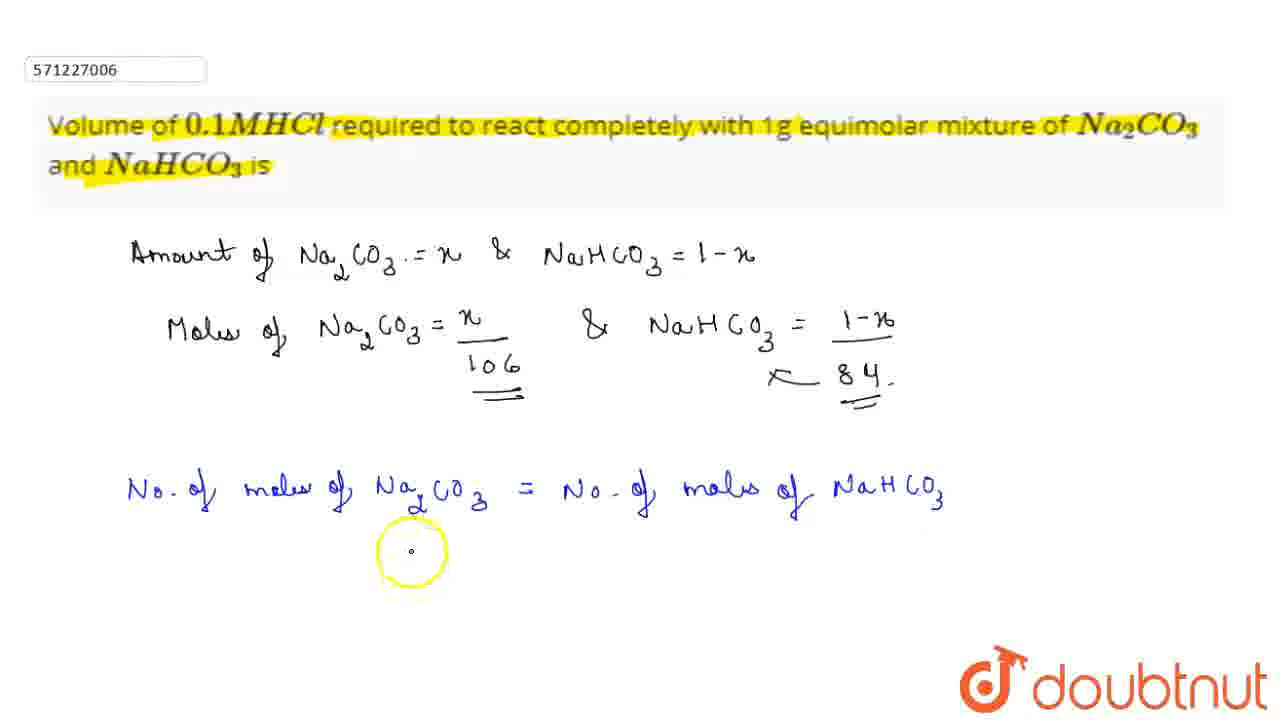 571227006
Volume of 0.1MHCl required to react completely with 1g equimolar mixture of Na₂CO₃
and NaHCO₃ is
Amount of Na₂CO₃ = x & NaHCO₃ = 1-x
Moles of Na₂CO₃ = x/106 & NaHCO₃ = 1-x/84.
No. of moles of Na₂CO₃ = No. of moles of NaHCO₃
doubtnut